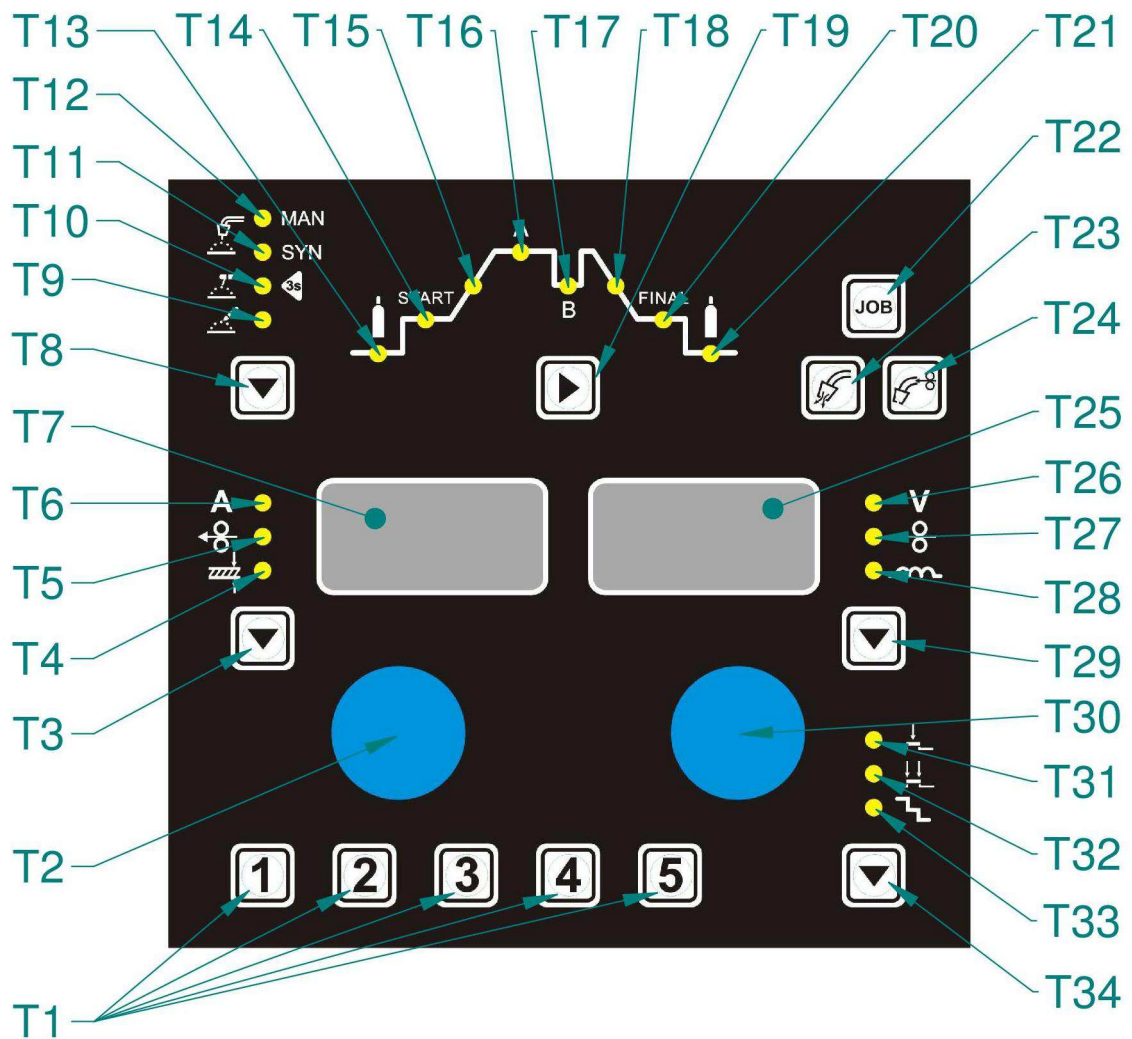 T13 T14 T15 T16 T17 T18 T19 T20 T21
T12
T22
T11
T10
MAN
T23
SYN
T9
3s
START
A
B
FINAL
JOB
T24
T8
T7
T25
T6
A
V
T26
T5
T27
T4
T28
T3
T29
T30
T31
T2
1 2 3 4 5
T32
T33
T34
T1